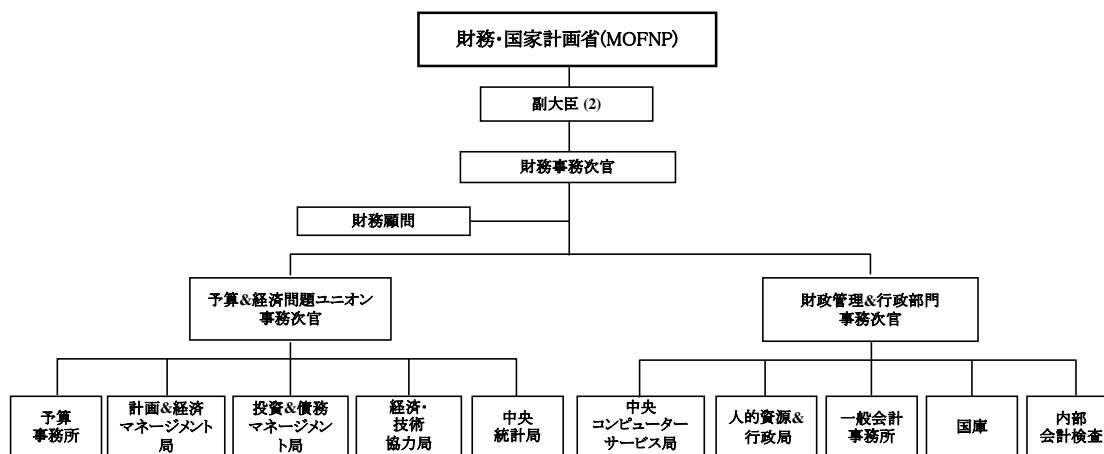 財務・国家計画省(MOFNP)
副大臣 (2)
財務事務次官
財務顧問
予算&経済問題ユニオン
事務次官
財政管理&行政部門
事務次官
予算
事務所
計画&経済
マネージメント
局
投資&債務
マネージメン
ト局
経済・
技術
協力局
中央
統計局
中央
コンピューター
サービス局
人的資源&
行政局
一般会計
事務所
国庫
内部
会計検査